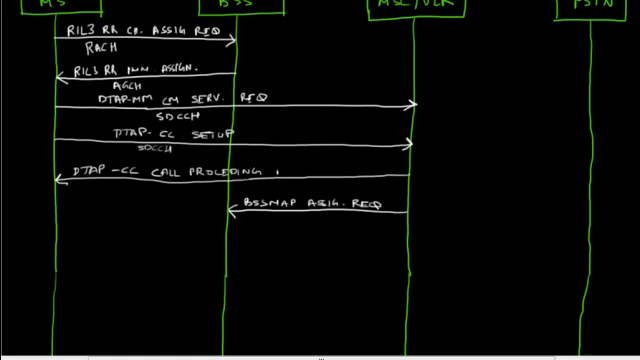 MS BSS MSC/VLR PSTN
RIL3 RR CH. ASSIG REQ
RACH
RIL3 RR IMM ASSIGN.
AGCH
DTAP-MM CM SERV. REQ
SDCCH
DTAP-CC SETUP
SDCCH
DTAP-CC CALL PROCEDING
BSSMAP ASSIG. REQ